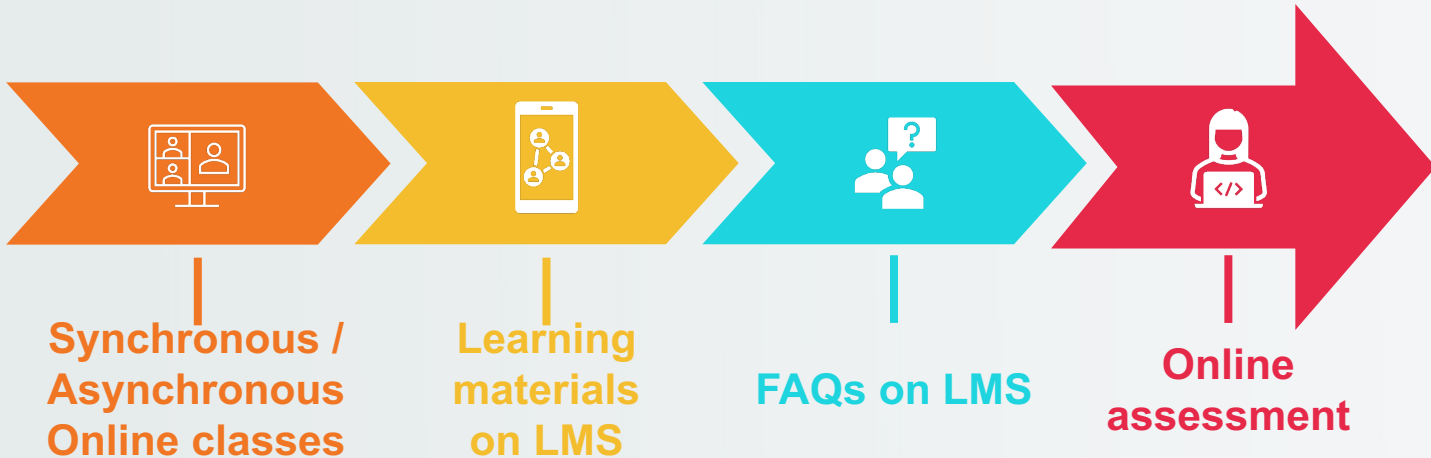 ?
</>
Synchronous /
Asynchronous
Online classes
Learning
materials
on LMS
FAQs on LMS
Online
assessment